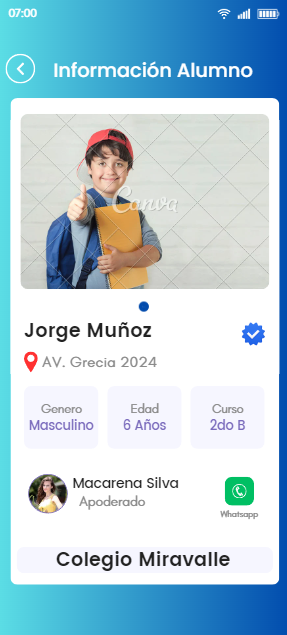 07:00
Información Alumno
Canva
Jorge Muñoz
AV. Grecia 2024
Genero
Masculino
Edad
6 Años
Curso
2do B
Macarena Silva
Apoderado
Whatsapp
Colegio Miravalle